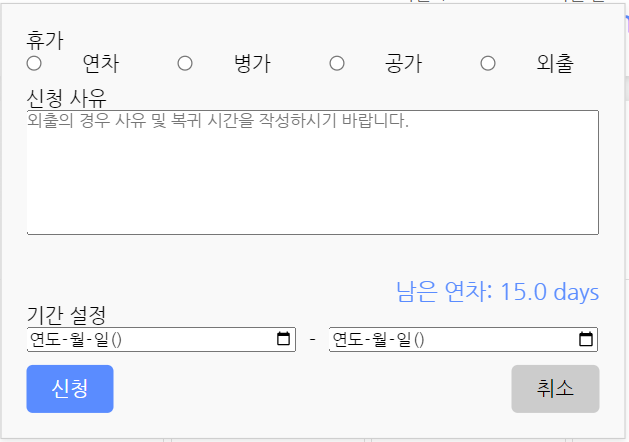 휴가
연차 병가 공가 외출
신청 사유
외출의 경우 사유 및 복귀 시간을 작성하시기 바랍니다.
남은 연차: 15.0 days
기간 설정
연도-월-일() - 연도-월-일()
신청 취소